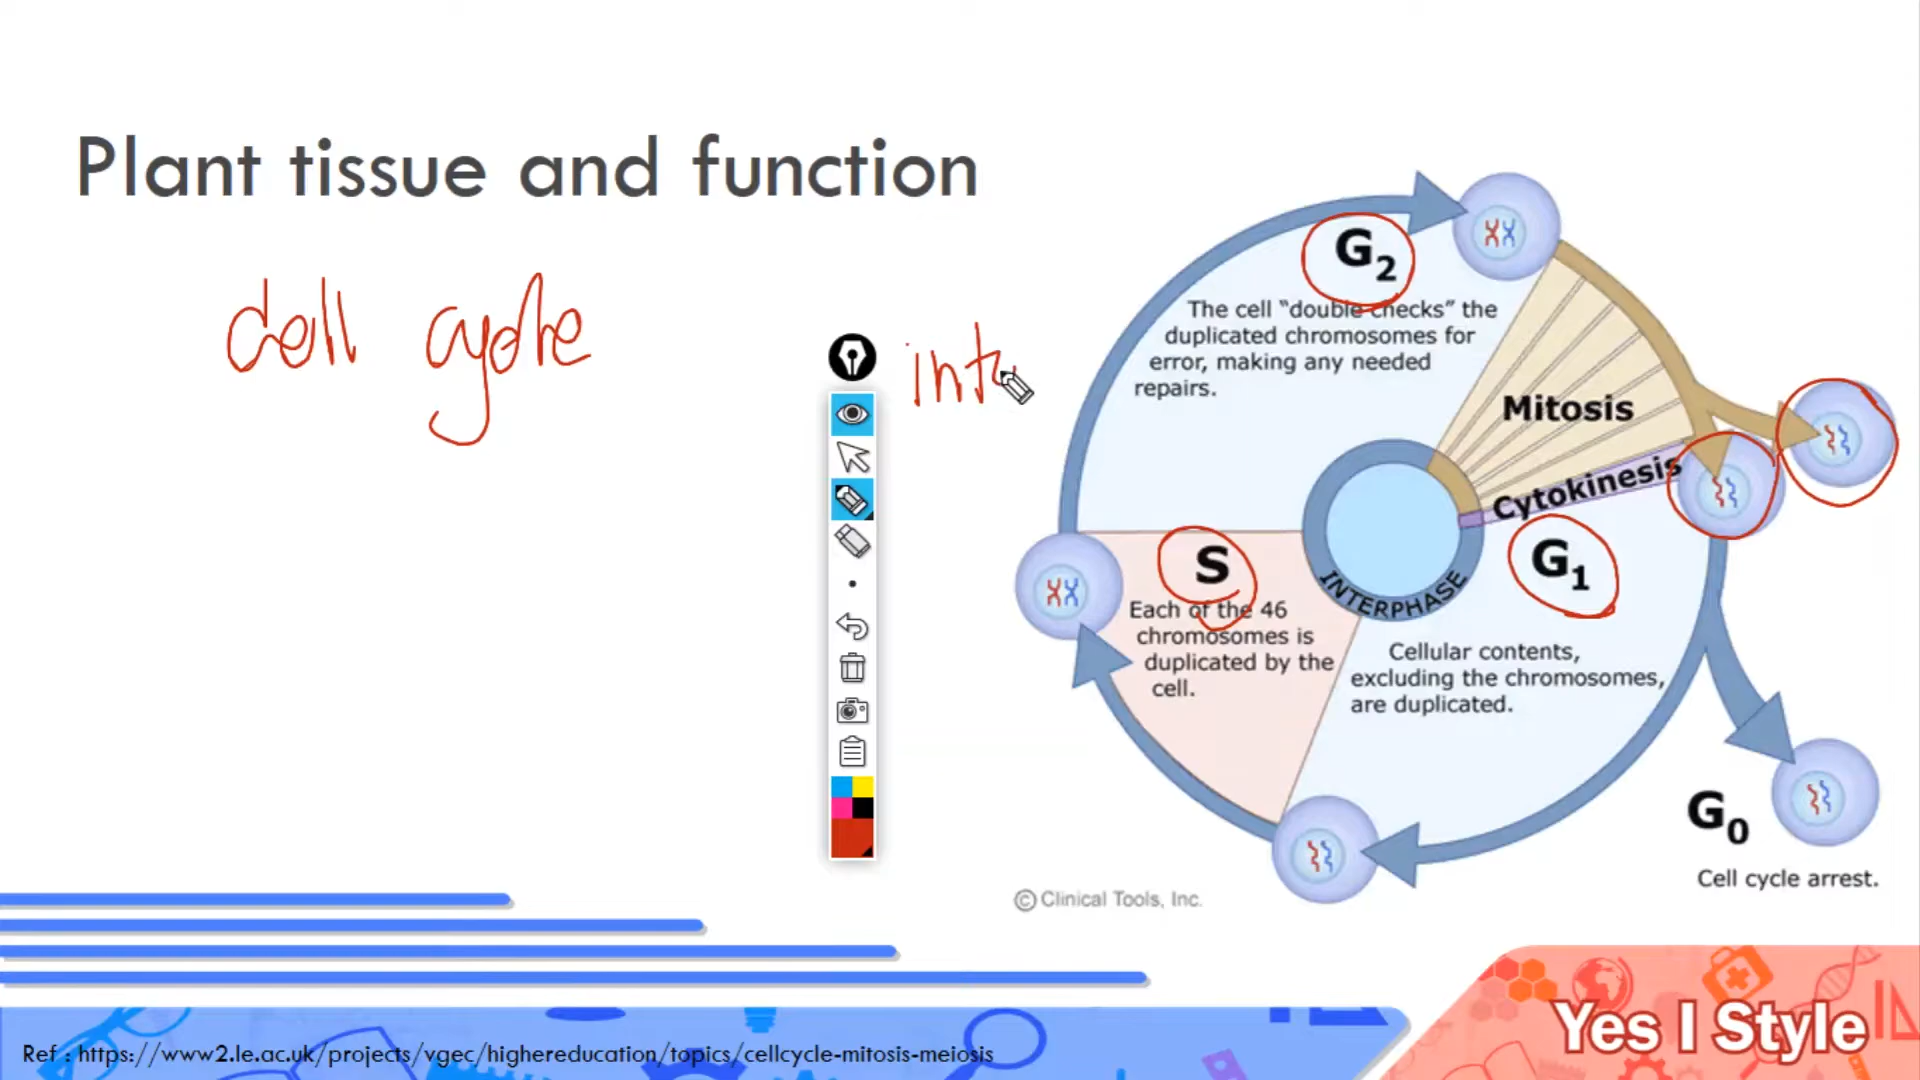 Plant tissue and function
cell cycle
inte
G2
The cell “double checks” the
duplicated chromosomes for
error, making any needed
repairs.
Mitosis
Cytokinesis
S
Each of the 46
chromosomes is
duplicated by the
cell.
INTERPHASE
G1
Cellular contents,
excluding the chromosomes,
are duplicated.
G0
Cell cycle arrest.
© Clinical Tools, Inc.
Yes I Style
Ref : https://www2.le.ac.uk/projects/vgec/highereducation/topics/cellcycle-mitosis-meiosis